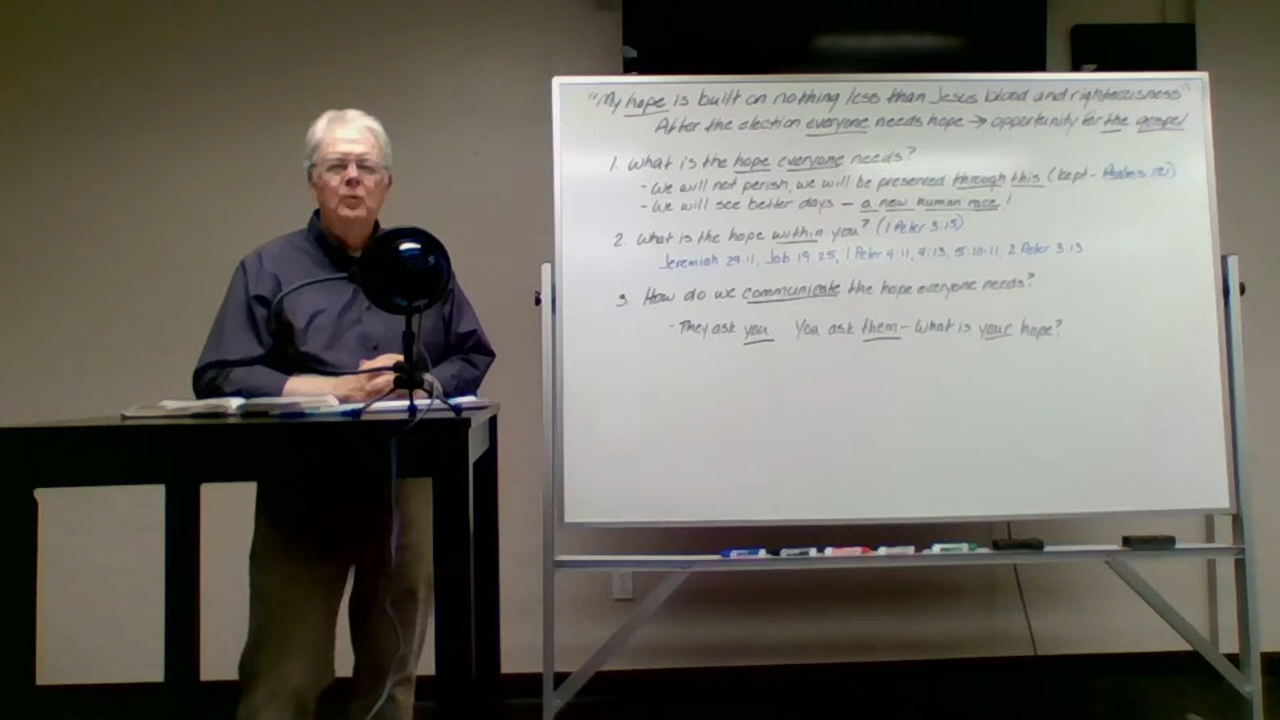 "My hope is built on nothing less than Jesus blood and righteousness"
After the election everyone needs hope → opportunity for the gospel
1. What is the hope everyone needs?
- We will not perish, we will be preserved through this (kept - Psalms 121)
- We will see better days — a new human race!
2. What is the hope within you? (1 Peter 3:15)
Jeremiah 29:11, Job 19:25, 1 Peter 4:11, 4:13, 5:10-11, 2 Peter 3:13
3. How do we communicate the hope everyone needs?
- They ask you You ask them - What is your hope?